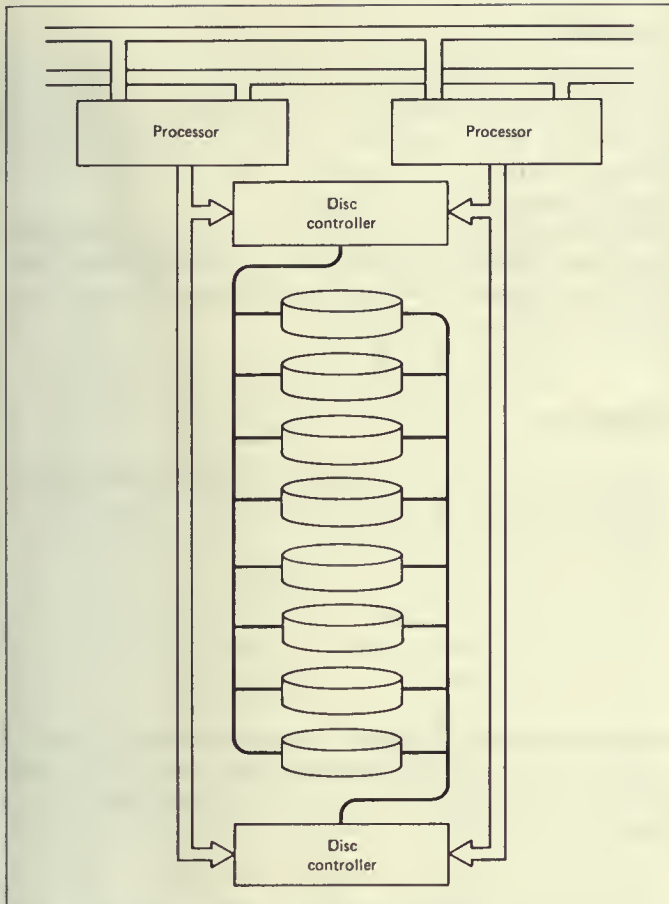 Processor
Processor
Disc
controller
Disc
controller